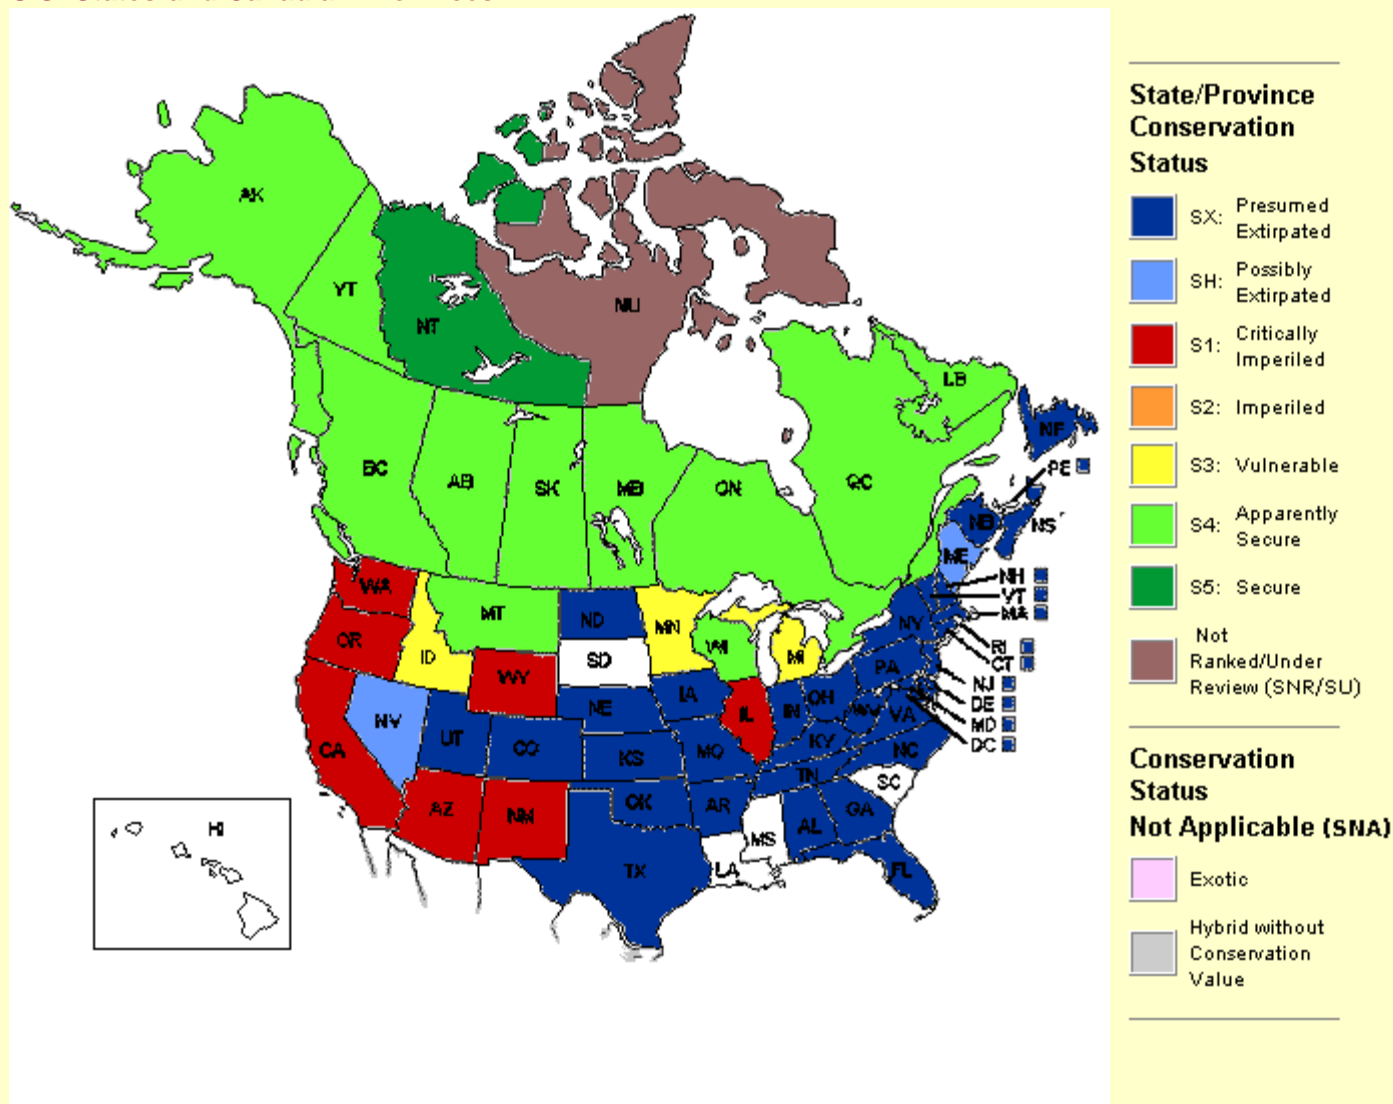 AK
YT
NT
NU
BC
AB
SK
MB
ON
QC
LB
NF
PE
NB
NS
ME
NH
VT
MA
RI
CT
NJ
DE
MD
DC
WA
OR
ID
MT
ND
SD
MN
WI
MI
NY
PA
WY
NE
IA
IL
IN
OH
WV
VA
CA
NV
UT
CO
KS
MO
KY
NC
TN
SC
AZ
NM
OK
AR
TX
LA
MS
AL
GA
FL
HI
State/Province
Conservation
Status
SX: Presumed
Extirpated
SH: Possibly
Extirpated
S1: Critically
Imperiled
S2: Imperiled
S3: Vulnerable
S4: Apparently
Secure
S5: Secure
Not
Ranked/Under
Review (SNR/SU)
Conservation
Status
Not Applicable (SNA)
Exotic
Hybrid without
Conservation
Value